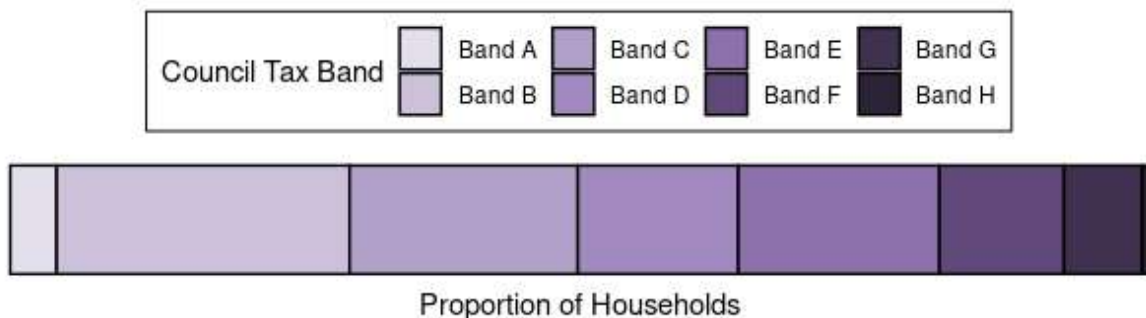 Council Tax Band
Band A
Band B
Band C
Band D
Band E
Band F
Band G
Band H
Proportion of Households